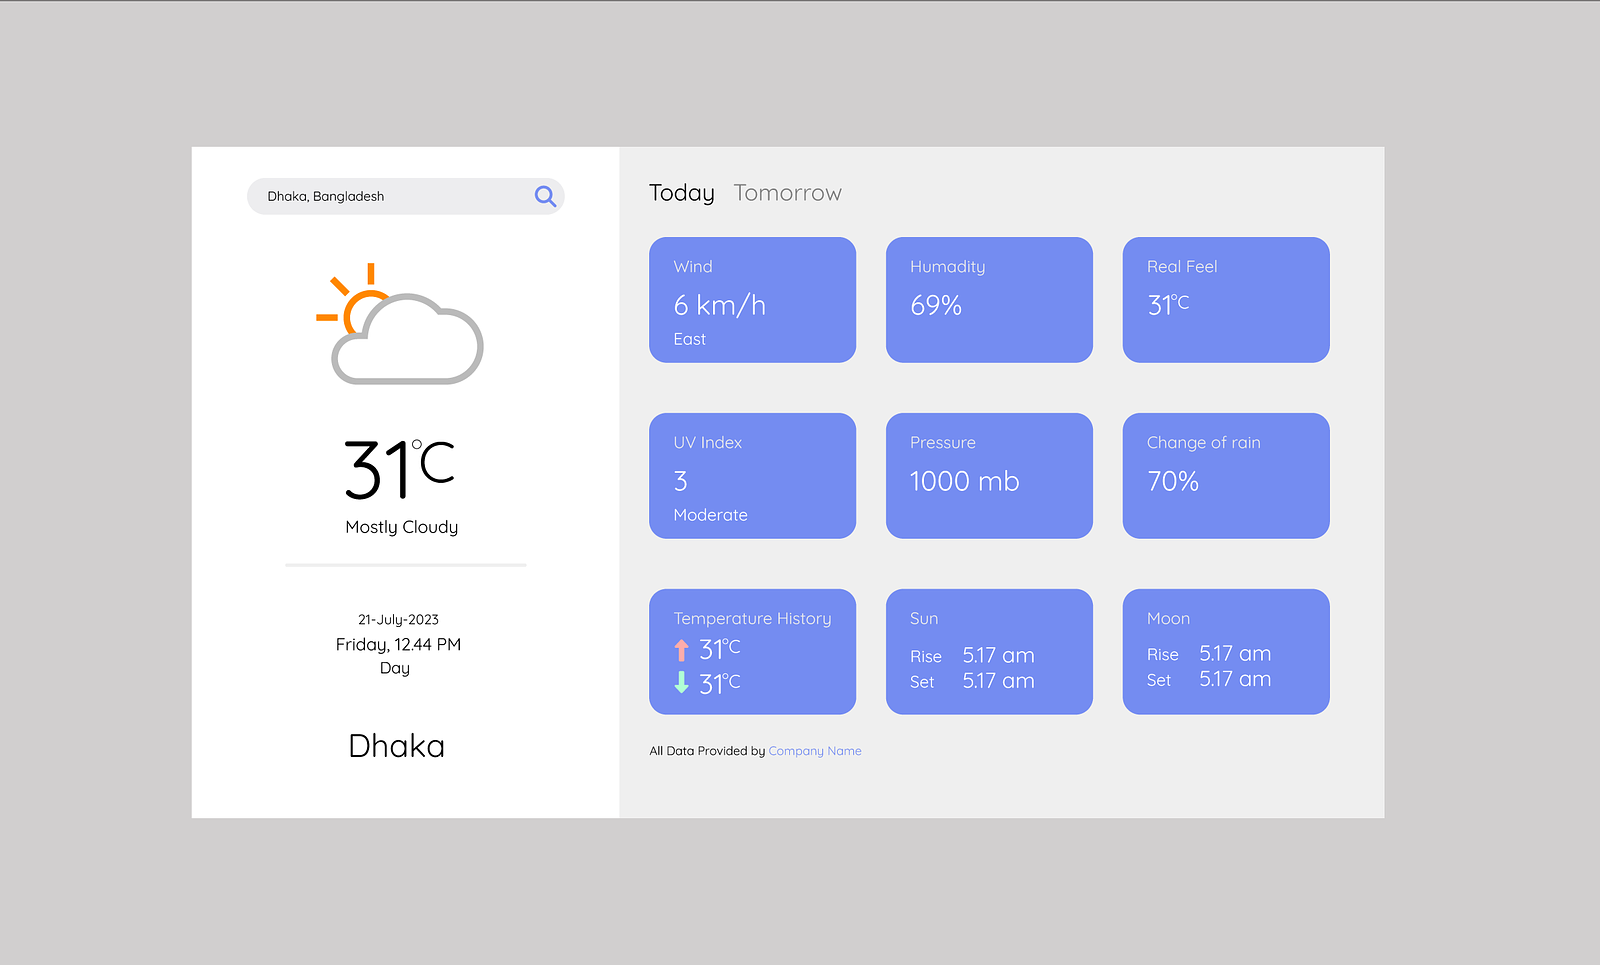 Dhaka, Bangladesh
31°C
Mostly Cloudy
21-July-2023
Friday, 12.44 PM
Day
Dhaka
Today Tomorrow
Wind
6 km/h
East
Humadity
69%
Real Feel
31°C
UV Index
3
Moderate
Pressure
1000 mb
Change of rain
70%
Temperature History
31°C
31°C
Sun
Rise 5.17 am
Set 5.17 am
Moon
Rise 5.17 am
Set 5.17 am
All Data Provided by Company Name